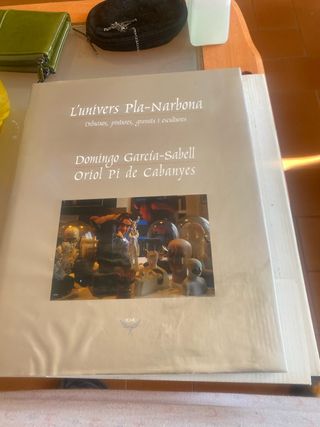 L'univers Pla-Narbona
Dibuixos, pintures, gravats i escultures
Domingo García-Sabell
Oriol Pi de Cabanyes